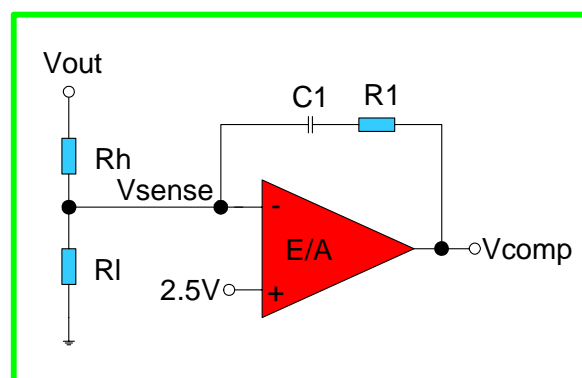 Vout
C1
R1
Rh
Vsense
-
E/A
Vcomp
Rl
2.5V
+